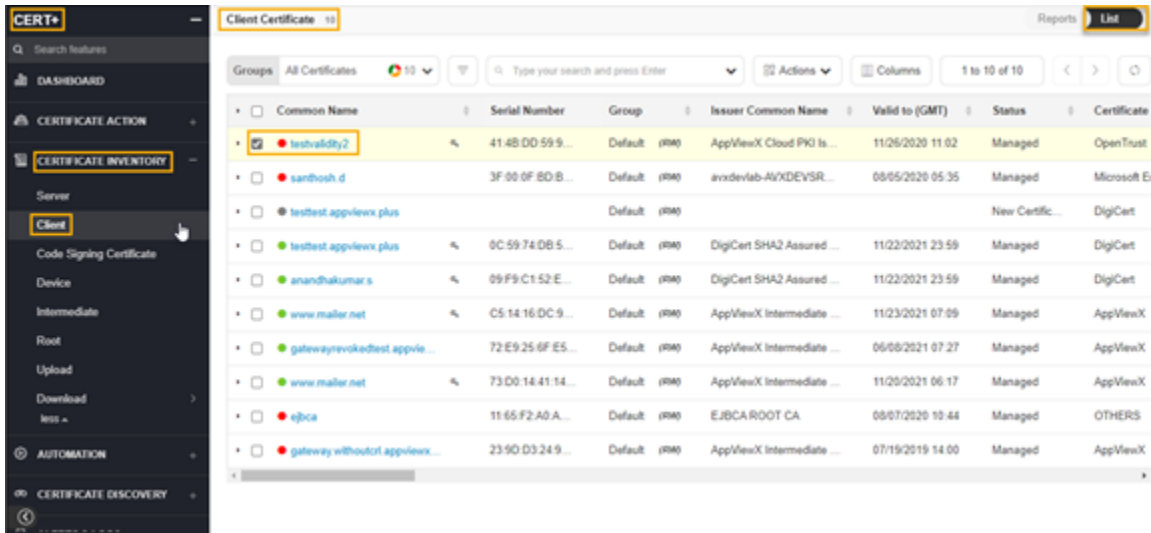 CERT+
Search features
DASHBOARD
CERTIFICATE ACTION
CERTIFICATE INVENTORY
Server
Client
Code Signing Certificate
Device
Intermediate
Root
Upload
Download
less
AUTOMATION
CERTIFICATE DISCOVERY
Client Certificate 10
Reports List
Groups All Certificates 10 Type your search and press Enter Actions Columns 1 to 10 of 10
Common Name Serial Number Group Issuer Common Name Valid to (GMT) Status Certificate
testvalidity2 41:4B:DD:59:9... Default (RW) AppViewX Cloud PKI Is... 11/26/2020 11:02 Managed OpenTrust
santhosh.d 3F:00:0F:BD:B... Default (RW) avxdevlab-AVXDEVSR... 08/05/2020 05:35 Managed Microsoft E
testtest.appviewx.plus Default (RW) New Certific... DigiCert
testtest.appviewx.plus 0C:59:74:DB:5... Default (RW) DigiCert SHA2 Assured ... 11/22/2021 23:59 Managed DigiCert
anandhakumar.s 09:F9:C1:52:E... Default (RW) DigiCert SHA2 Assured ... 11/22/2021 23:59 Managed DigiCert
www.mailer.net C5:14:16:DC:9... Default (RW) AppViewX Intermediate ... 11/23/2021 07:09 Managed AppViewX
gatewayrevokedtest.appvie... 72:E9:25:6F:E5... Default (RW) AppViewX Intermediate ... 06/08/2021 07:27 Managed AppViewX
www.mailer.net 73:D0:14:41:14... Default (RW) AppViewX Intermediate ... 11/20/2021 06:17 Managed AppViewX
ejbca 11:65:F2:A0:A... Default (RW) EJBCA ROOT CA 08/07/2020 10:44 Managed OTHERS
gateway.withoutcrl.appviewx... 23:9D:D3:24:9... Default (RW) AppViewX Intermediate ... 07/19/2019 14:00 Managed AppViewX